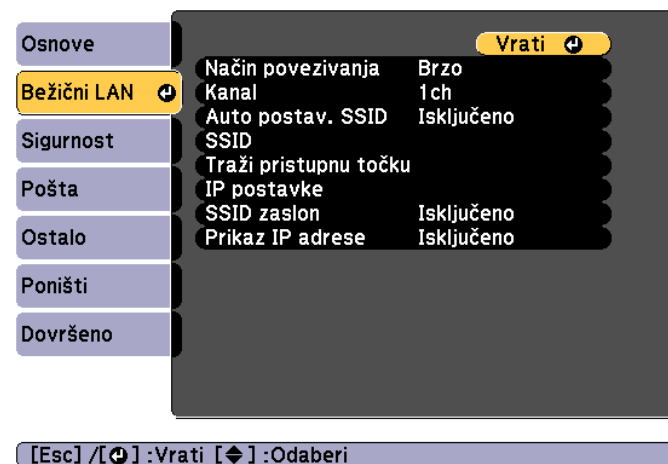 Osnove
Bežični LAN
Sigurnost
Pošta
Ostalo
Poništi
Dovršeno
Vrati
Način povezivanja Brzo
Kanal 1ch
Auto postav. SSID Isključeno
SSID
Traži pristupnu točku
IP postavke
SSID zaslon Isključeno
Prikaz IP adrese Isključeno
[Esc] /[⏎] :Vrati [◆] :Odaberi